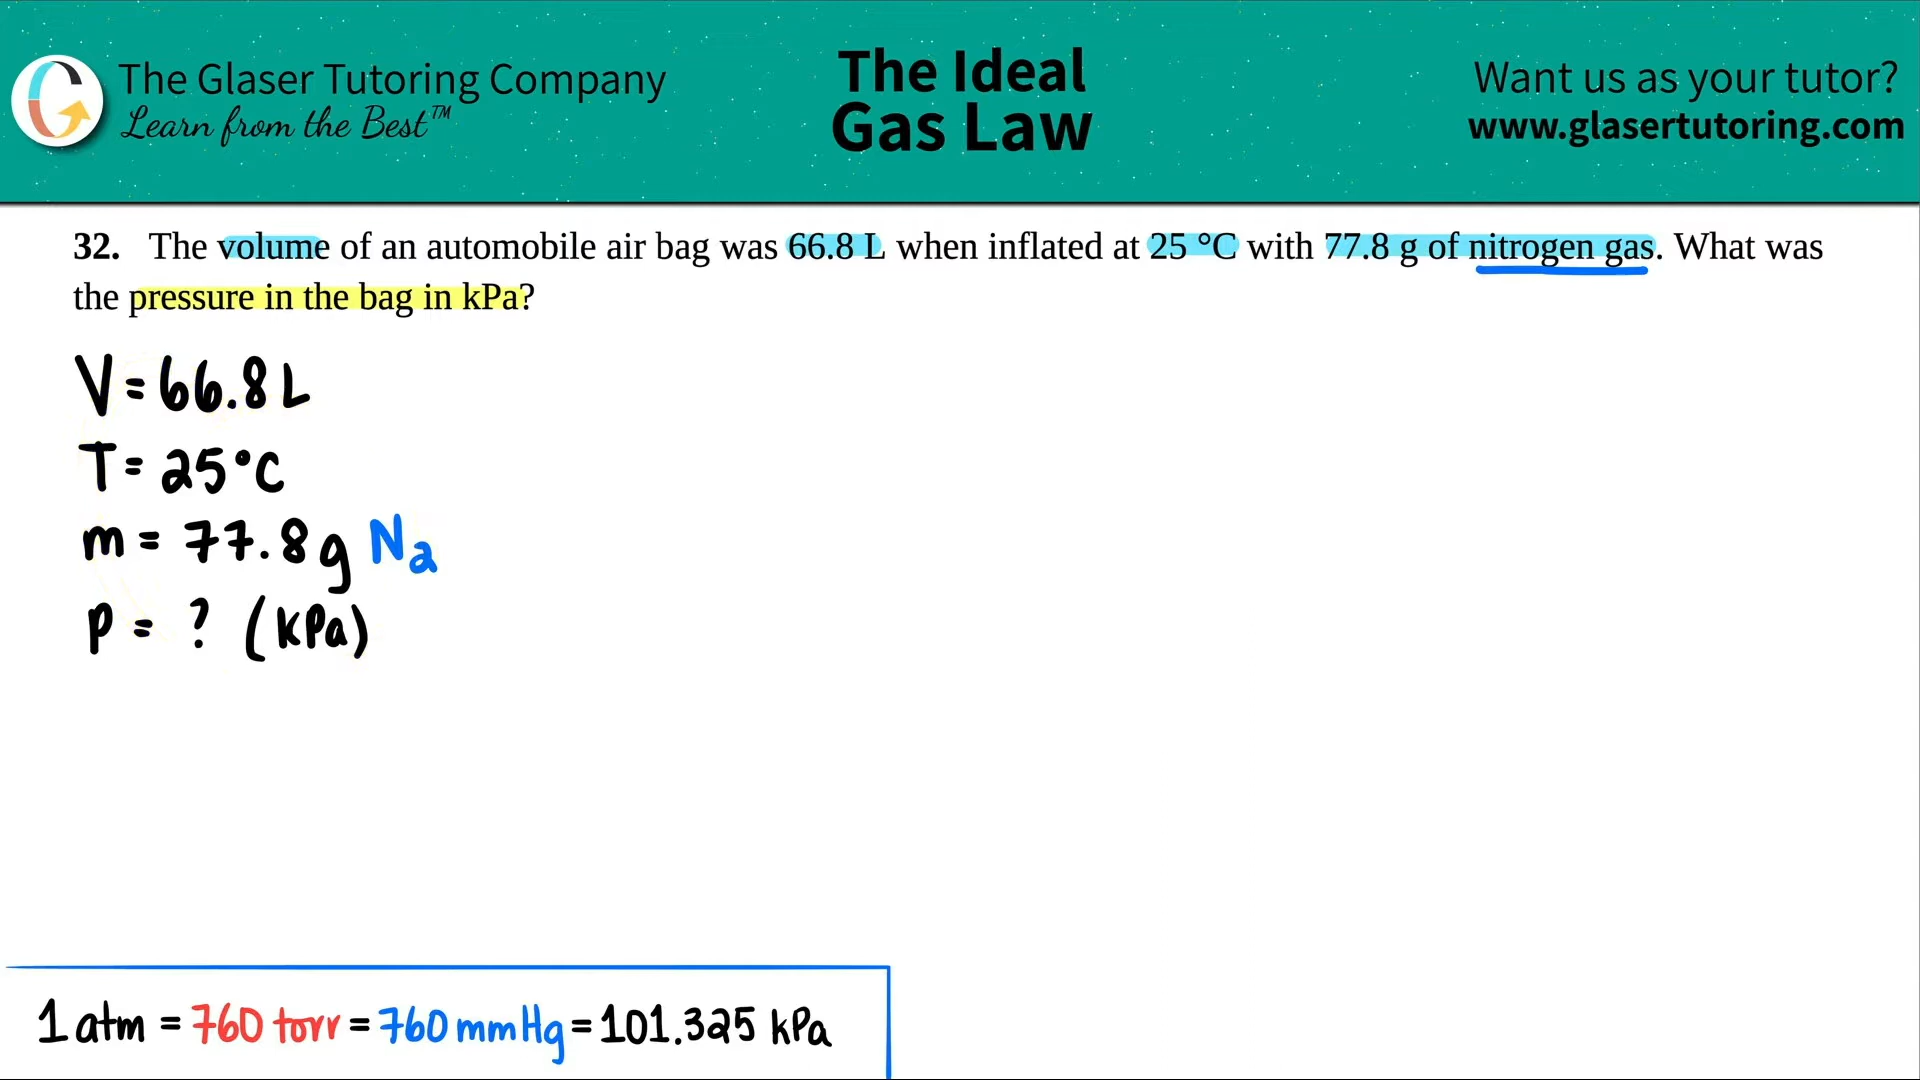 The Glaser Tutoring Company
Learn from the Best™
The Ideal
Gas Law
Want us as your tutor?
www.glasertutoring.com
32. The volume of an automobile air bag was 66.8 L when inflated at 25 °C with 77.8 g of nitrogen gas. What was
the pressure in the bag in kPa?
V = 66.8 L
T = 25°C
m = 77.8g N₂
P = ? (kPa)
1 atm = 760 torr = 760 mmHg = 101.325 kPa